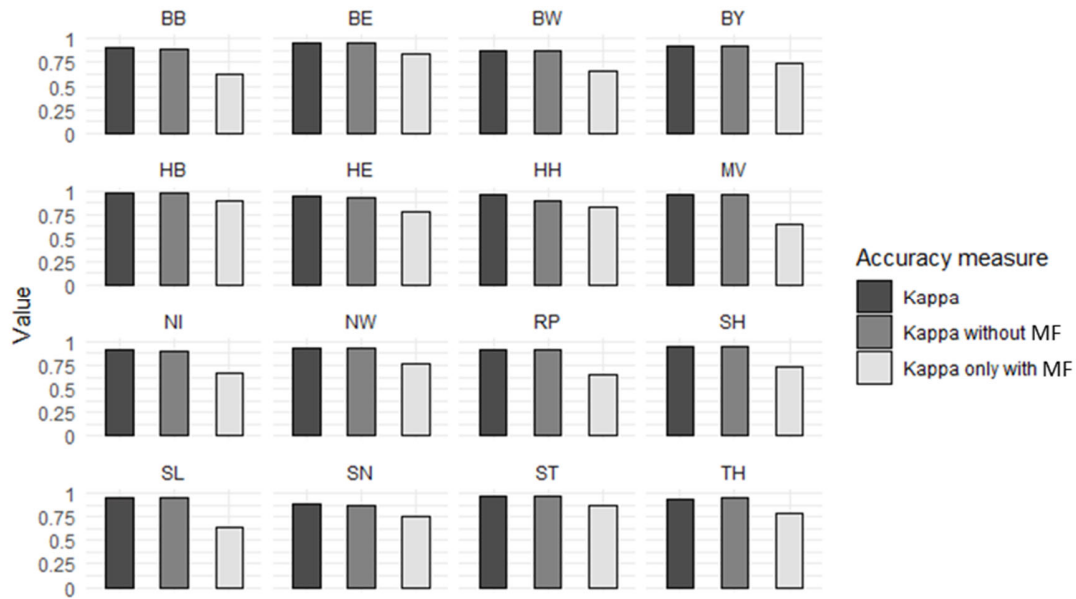 BB BE BW BY
1
0.75
0.5
0.25
0
HB HE HH MV
1
0.75
0.5
0.25
0
NI NW RP SH
1
0.75
0.5
0.25
0
SL SN ST TH
1
0.75
0.5
0.25
0
Value
Accuracy measure
Kappa
Kappa without MF
Kappa only with MF